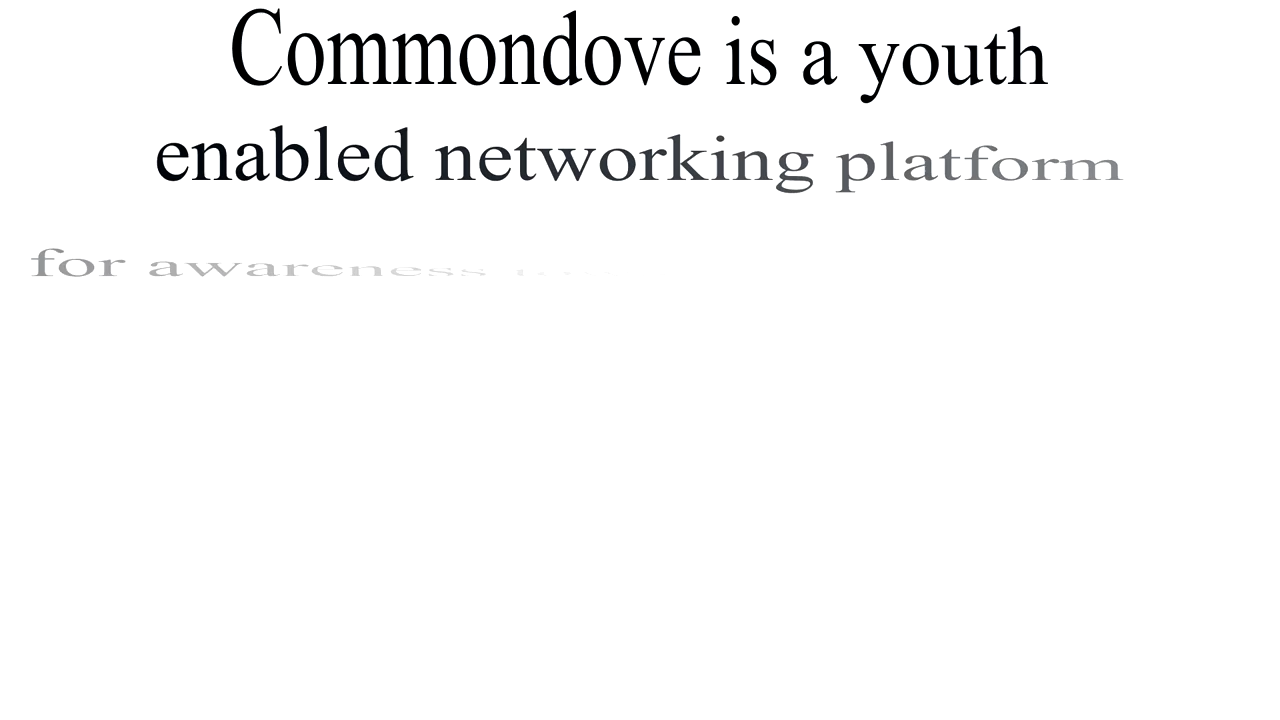 Commondove is a youth
enabled networking platform
for awareness